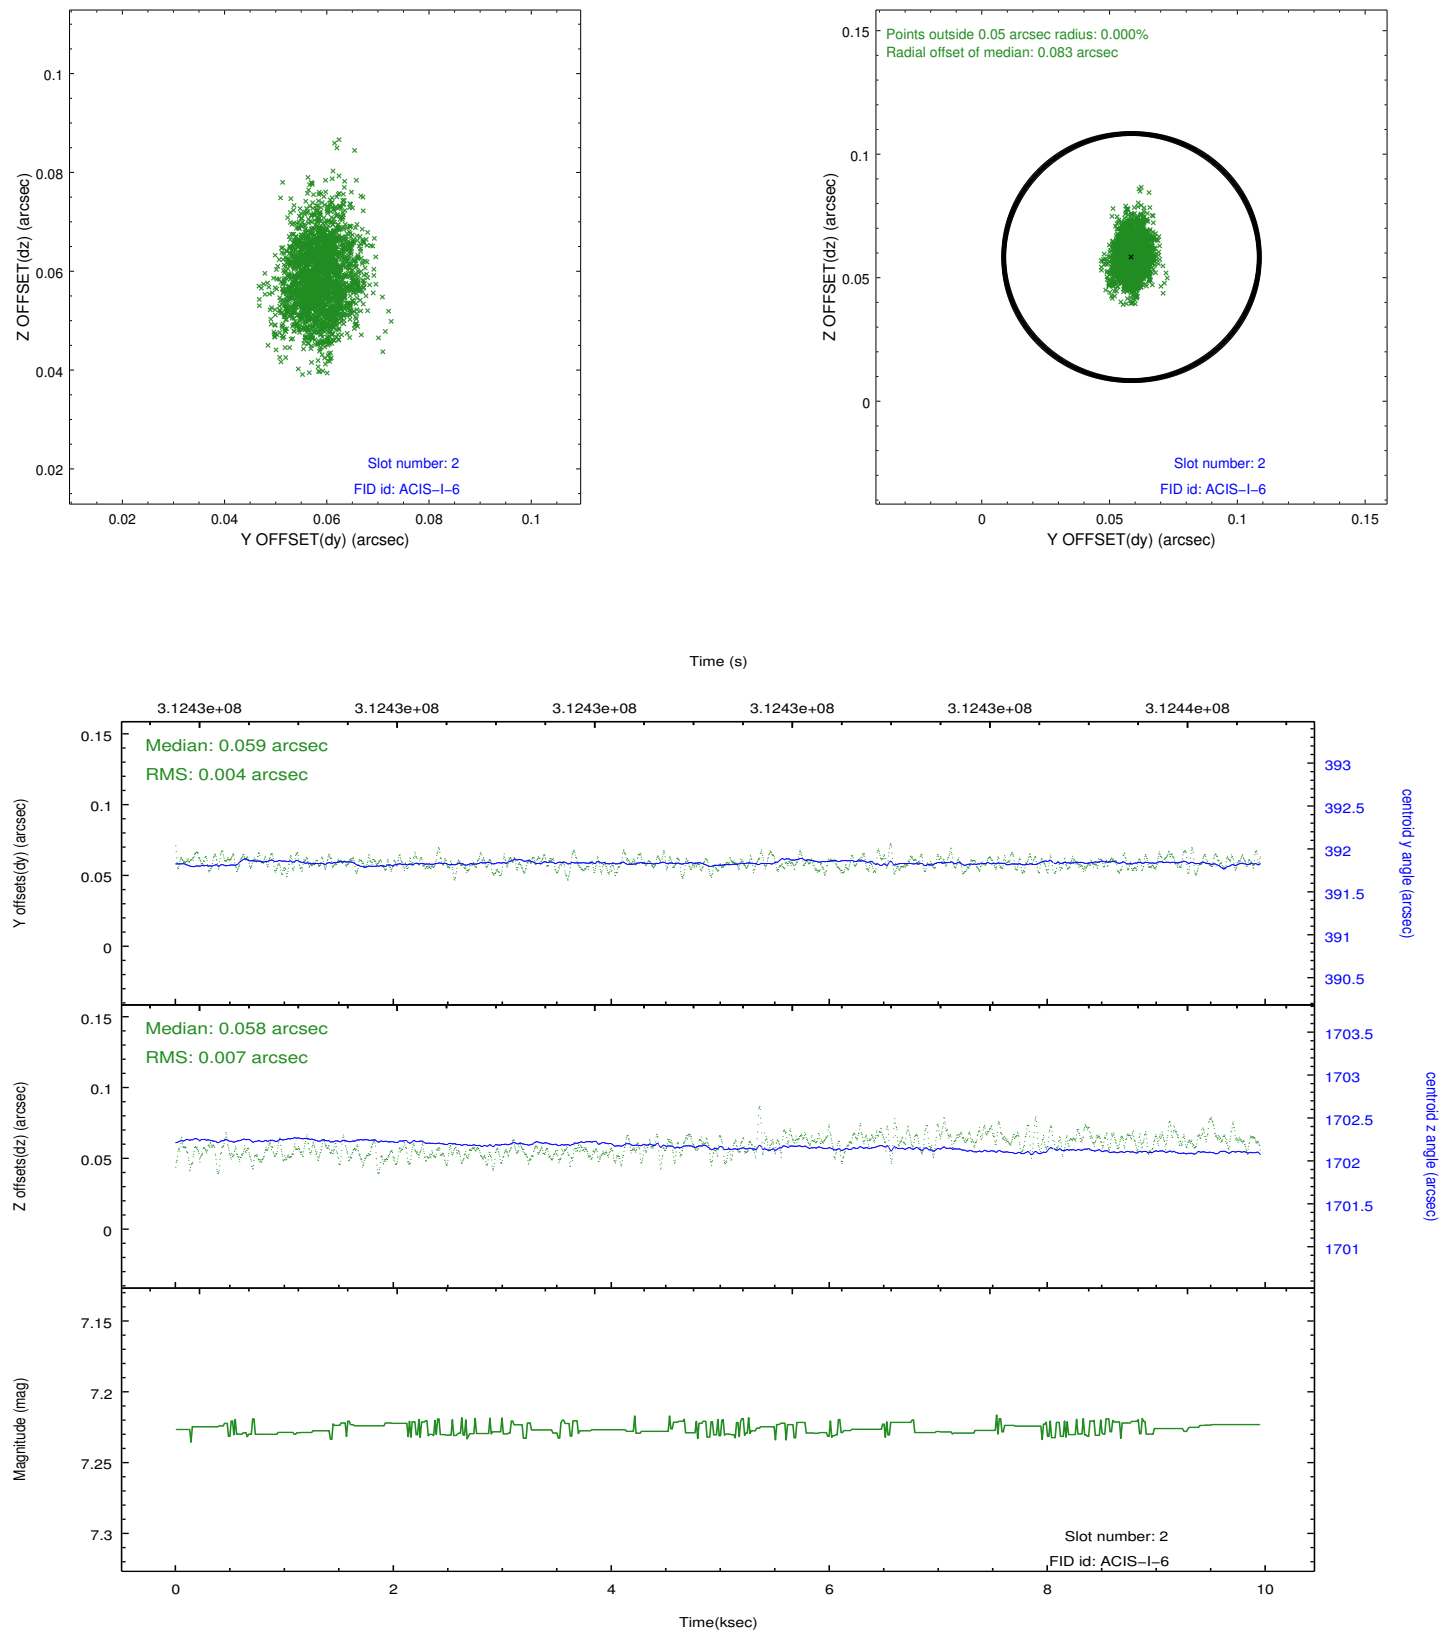 0.1
0.08
0.06
0.04
0.02
Z OFFSET(dz) (arcsec)
Slot number: 2
FID id: ACIS−I−6
0.02 0.04 0.06 0.08 0.1
Y OFFSET(dy) (arcsec)
Points outside 0.05 arcsec radius: 0.000%
Radial offset of median: 0.083 arcsec
0.15
0.1
0.05
0
Z OFFSET(dz) (arcsec)
Slot number: 2
FID id: ACIS−I−6
0 0.05 0.1 0.15
Y OFFSET(dy) (arcsec)
Time (s)
3.1243e+08 3.1243e+08 3.1243e+08 3.1243e+08 3.1243e+08 3.1244e+08
Median: 0.059 arcsec
RMS: 0.004 arcsec
0.15
0.1
0.05
0
Y offsets(dy) (arcsec)
393
392.5
392
391.5
391
390.5
centroid y angle (arcsec)
Median: 0.058 arcsec
RMS: 0.007 arcsec
0.15
0.1
0.05
0
Z offsets(dz) (arcsec)
1703.5
1703
1702.5
1702
1701.5
1701
centroid z angle (arcsec)
7.15
7.2
7.25
7.3
Magnitude (mag)
Slot number: 2
FID id: ACIS−I−6
0 2 4 6 8 10
Time(ksec)